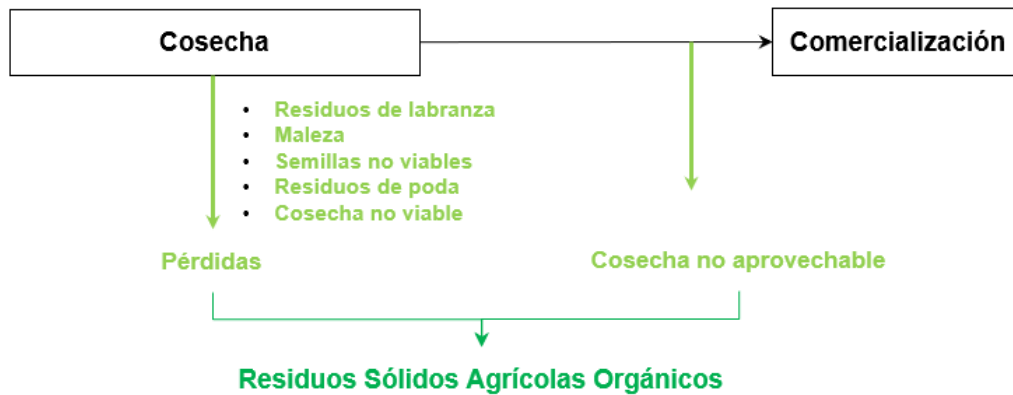 Cosecha
Comercialización
• Residuos de labranza
• Maleza
• Semillas no viables
• Residuos de poda
• Cosecha no viable
Pérdidas
Cosecha no aprovechable
Residuos Sólidos Agrícolas Orgánicos